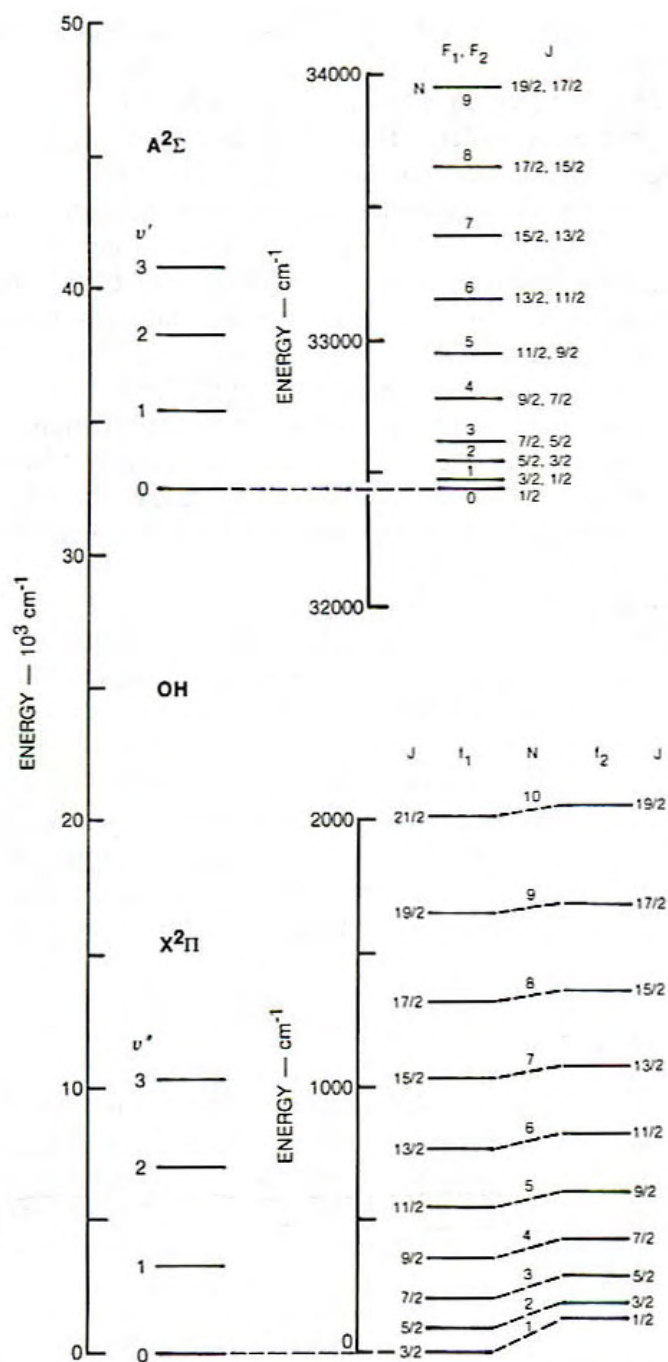 50
40
30
20
10
0
ENERGY — 10³ cm⁻¹
A²Σ
υ'
3
2
1
0
OH
X²Π
υ"
3
2
1
0
34000
33000
32000
ENERGY — cm⁻¹
F₁, F₂ J
N 9 19/2, 17/2
8 17/2, 15/2
7 15/2, 13/2
6 13/2, 11/2
5 11/2, 9/2
4 9/2, 7/2
3 7/2, 5/2
2 5/2, 3/2
1 3/2, 1/2
0 1/2
2000
1000
0
ENERGY — cm⁻¹
J f₁ N f₂ J
21/2 10 19/2
19/2 9 17/2
17/2 8 15/2
15/2 7 13/2
13/2 6 11/2
11/2 5 9/2
9/2 4 7/2
7/2 3 5/2
5/2 2 3/2
3/2 1 1/2